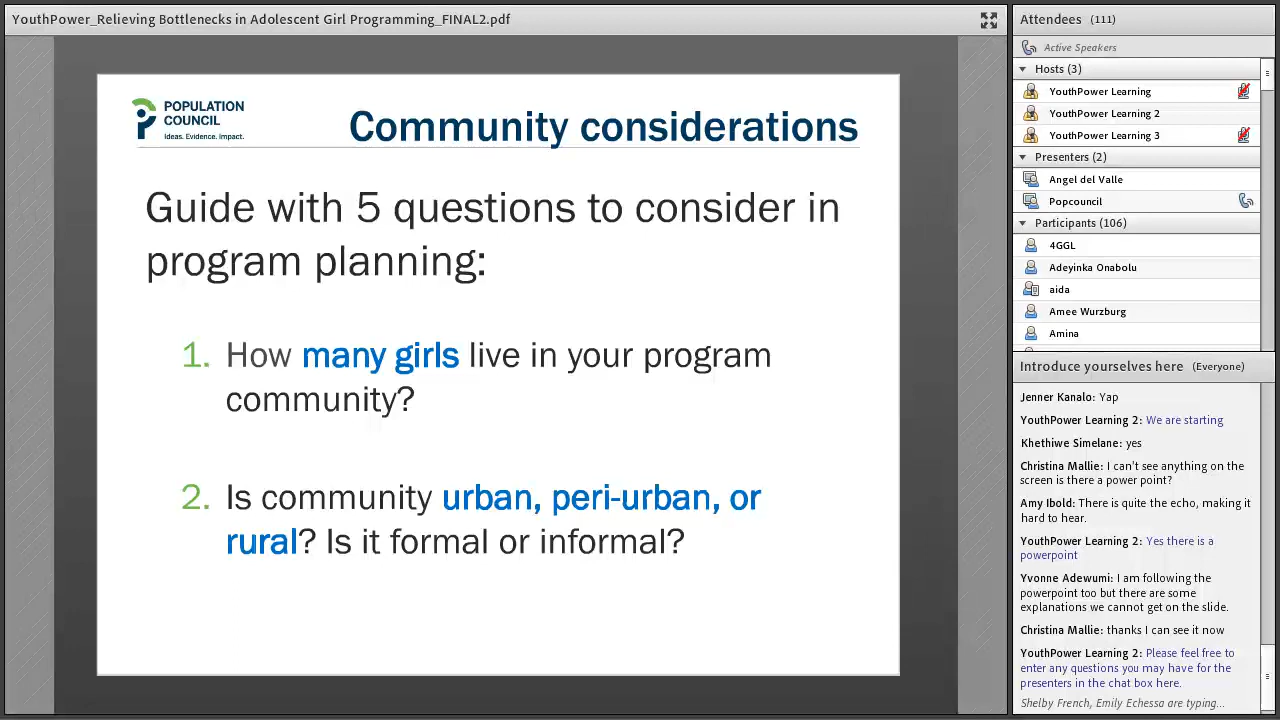 YouthPower_Relieving Bottlenecks in Adolescent Girl Programming_FINAL2.pdf
POPULATION
COUNCIL
Ideas. Evidence. Impact.
Community considerations
Guide with 5 questions to consider in
program planning:
1. How many girls live in your program
community?
2. Is community urban, peri-urban, or
rural? Is it formal or informal?
Attendees (111)
Active Speakers
Hosts (3)
YouthPower Learning
YouthPower Learning 2
YouthPower Learning 3
Presenters (2)
Angel del Valle
Popcouncil
Participants (106)
4GGL
Adeyinka Onabolu
aida
Amee Wurzburg
Amina
Introduce yourselves here (Everyone)
Jenner Kanalo: Yap
YouthPower Learning 2: We are starting
Khethiwe Simelane: yes
Christina Mallie: I can't see anything on the
screen is there a power point?
Amy Ibold: There is quite the echo, making it
hard to hear.
YouthPower Learning 2: Yes there is a
powerpoint
Yvonne Adewumi: I am following the
powerpoint too but there are some
explanations we cannot get on the slide.
Christina Mallie: thanks I can see it now
YouthPower Learning 2: Please feel free to
enter any questions you may have for the
presenters in the chat box here.
Shelby French, Emily Echessa are typing...